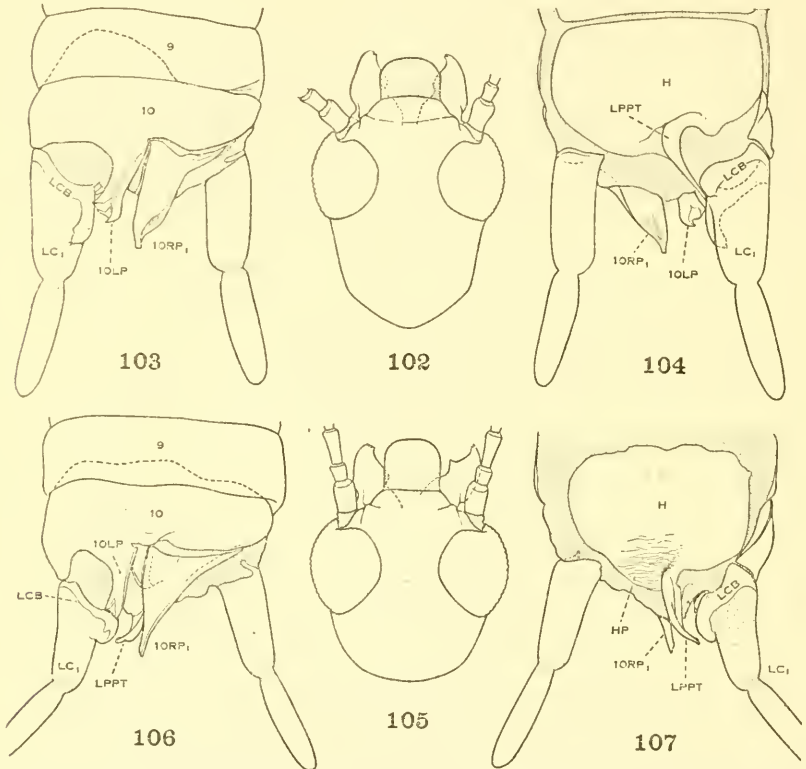 9
10
LCB
LC₁
10LP
10RP₁
103
102
H
LPPT
LCB
LC₁
10RP₁
10LP
104
9
10
10LP
LCB
LC₁
LPPT
10RP₁
106
105
H
LCB
HP
10RP₁
LPPT
LC₁
107